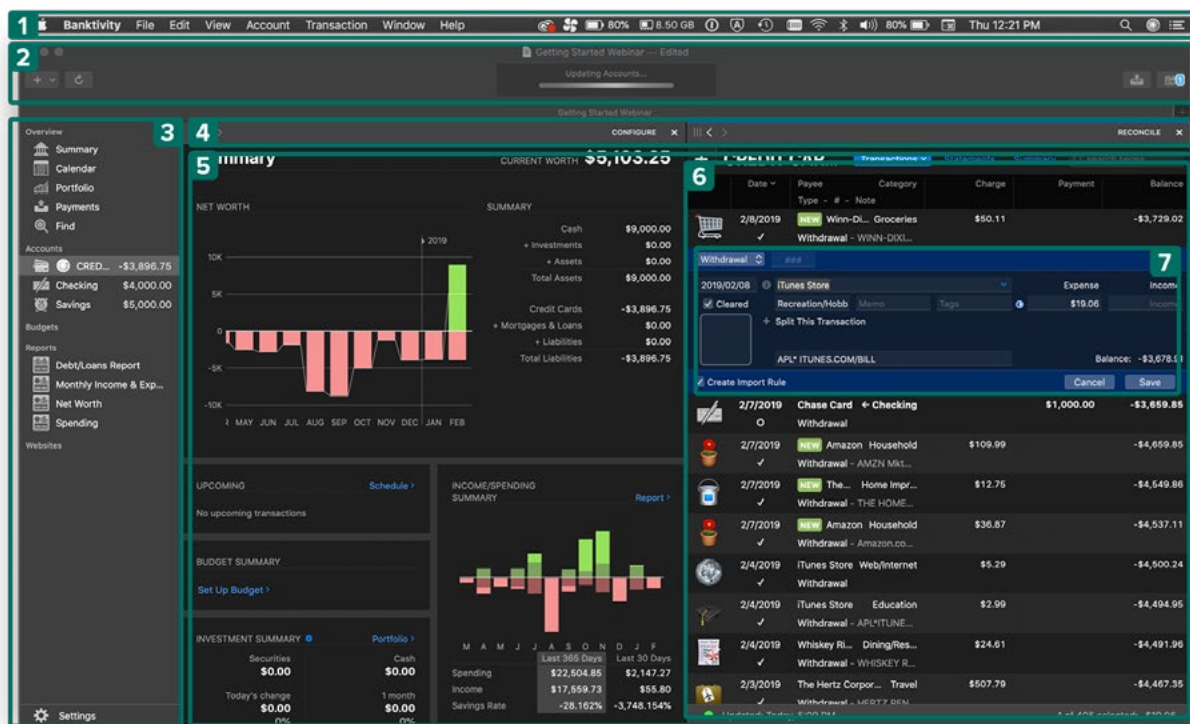 1
Banktivity File Edit View Account Transaction Window Help 80% 8.50 GB 80% Thu 12:21 PM
2
Getting Started Webinar — Edited
Updating Accounts...
1
Getting Started Webinar
3
Overview
Summary
Calendar
Portfolio
Payments
Find
Accounts
CRED... -$3,896.75
Checking $4,000.00
Savings $5,000.00
Budgets
Reports
Debt/Loans Report
Monthly Income & Exp...
Net Worth
Spending
Websites
Settings
4
CONFIGURE
5
CURRENT WORTH $5,103.25
NET WORTH
2019
10K
5K
0
-5K
-10K
MAY JUN JUL AUG SEP OCT NOV DEC JAN FEB
SUMMARY
Cash $9,000.00
+ Investments $0.00
+ Assets $0.00
Total Assets $9,000.00
Credit Cards -$3,896.75
+ Mortgages & Loans $0.00
+ Liabilities $0.00
Total Liabilities -$3,896.75
UPCOMING Schedule >
No upcoming transactions
BUDGET SUMMARY
Set Up Budget >
INVESTMENT SUMMARY Portfolio >
Securities Cash
$0.00 $0.00
Today's change 1 month
$0.00 $0.00
0% 0%
INCOME/SPENDING
SUMMARY Report >
M A M J J A S O N D J F
Last 365 Days Last 30 Days
Spending $22,504.85 $2,147.27
Income $17,559.73 $55.80
Savings Rate -28.162% -3,748.154%
RECONCILE
6
CREDIT CAR... Transactions Statements Summary
Date Payee Category Charge Payment Balance
Type - # - Note
2/8/2019 NEW Winn-Di... Groceries $50.11 -$3,729.02
Withdrawal - WINN-DIXI...
7
Withdrawal ###
2019/02/08 iTunes Store Expense Income
Cleared Recreation/Hobb Memo Tags $19.06 Income
+ Split This Transaction
APL* ITUNES.COM/BILL Balance: -$3,678.91
Create Import Rule Cancel Save
2/7/2019 Chase Card ← Checking $1,000.00 -$3,659.85
Withdrawal
2/7/2019 NEW Amazon Household $109.99 -$4,659.85
Withdrawal - AMZN Mkt...
2/7/2019 NEW The... Home Impr... $12.75 -$4,549.86
Withdrawal - THE HOME...
2/7/2019 NEW Amazon Household $36.87 -$4,537.11
Withdrawal - Amazon.co...
2/4/2019 iTunes Store Web/Internet $5.29 -$4,500.24
Withdrawal
2/4/2019 iTunes Store Education $2.99 -$4,494.95
Withdrawal - APL*ITUNE...
2/4/2019 Whiskey Ri... Dining/Res... $24.61 -$4,491.96
Withdrawal - WHISKEY R...
2/3/2019 The Hertz Corpor... Travel $507.79 -$4,467.35
Withdrawal - HERTZ REN...